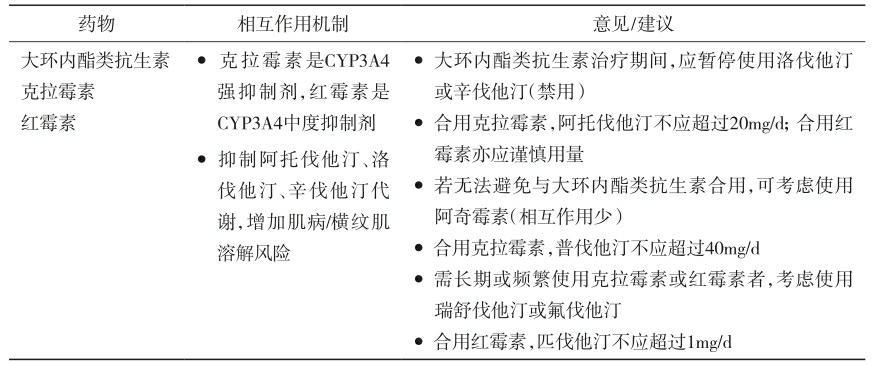 药物 相互作用机制 意见/建议
大环内酯类抗生素
克拉霉素
红霉素
• 克拉霉素是CYP3A4
强抑制剂,红霉素是
CYP3A4中度抑制剂
• 抑制阿托伐他汀、洛
伐他汀、辛伐他汀代
谢,增加肌病/横纹肌
溶解风险
• 大环内酯类抗生素治疗期间,应暂停使用洛伐他汀
或辛伐他汀(禁用)
• 合用克拉霉素,阿托伐他汀不应超过20mg/d; 合用红
霉素亦应谨慎用量
• 若无法避免与大环内酯类抗生素合用,可考虑使用
阿奇霉素(相互作用少)
• 合用克拉霉素,普伐他汀不应超过40mg/d
• 需长期或频繁使用克拉霉素或红霉素者,考虑使用
瑞舒伐他汀或氟伐他汀
• 合用红霉素,匹伐他汀不应超过1mg/d